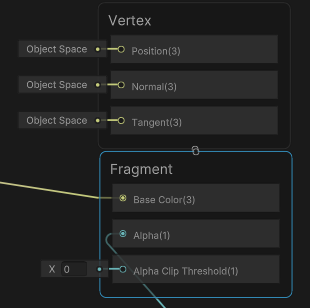 Vertex
Object Space Position(3)
Object Space Normal(3)
Object Space Tangent(3)
Fragment
Base Color(3)
Alpha(1)
X 0 Alpha Clip Threshold(1)